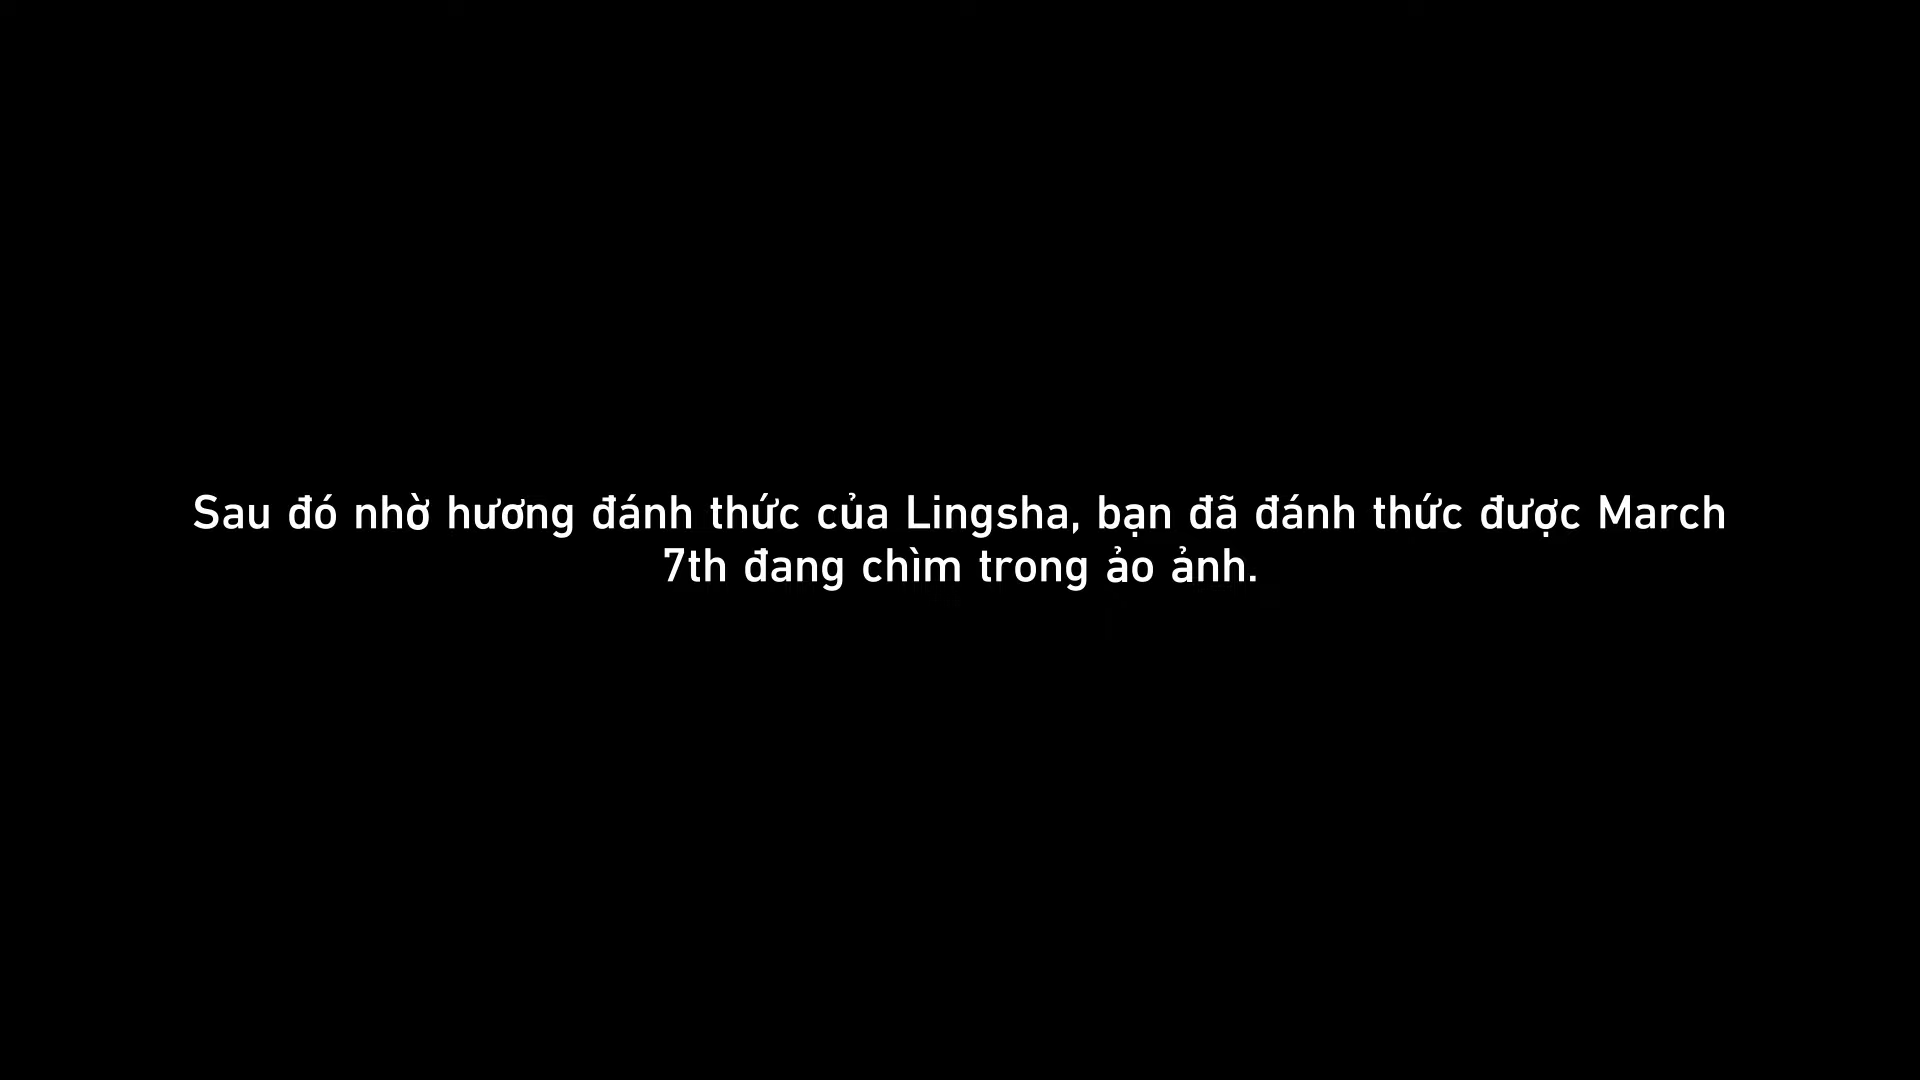 Sau đó nhờ hương đánh thức của Lingsha, bạn đã đánh thức được March
7th đang chìm trong ảo ảnh.